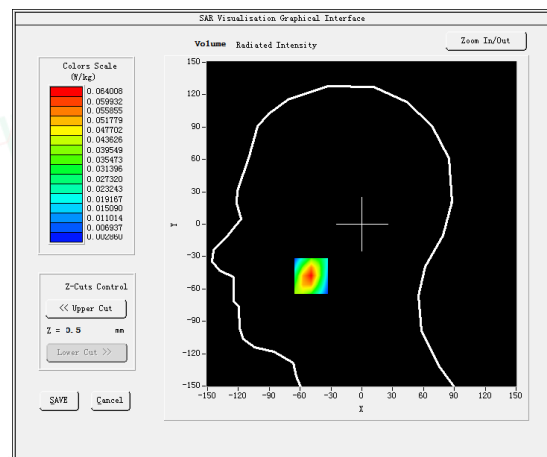 SAR Visualisation Graphical Interface
Volume Radiated Intensity
Zoom In/Out
Colors Scale
(W/kg)
0.064008
0.059932
0.055855
0.051779
0.047702
0.043626
0.039549
0.035473
0.031396
0.027320
0.023243
0.019167
0.015090
0.011014
0.006937
0.002860
Z-Cuts Control
<< Upper Cut
Z = 0.5 mm
Lower Cut >>
SAVE Cancel
150
120
90
60
30
0
-30
-60
-90
-120
-150
Y
-150 -120 -90 -60 -30 0 30 60 90 120 150
X